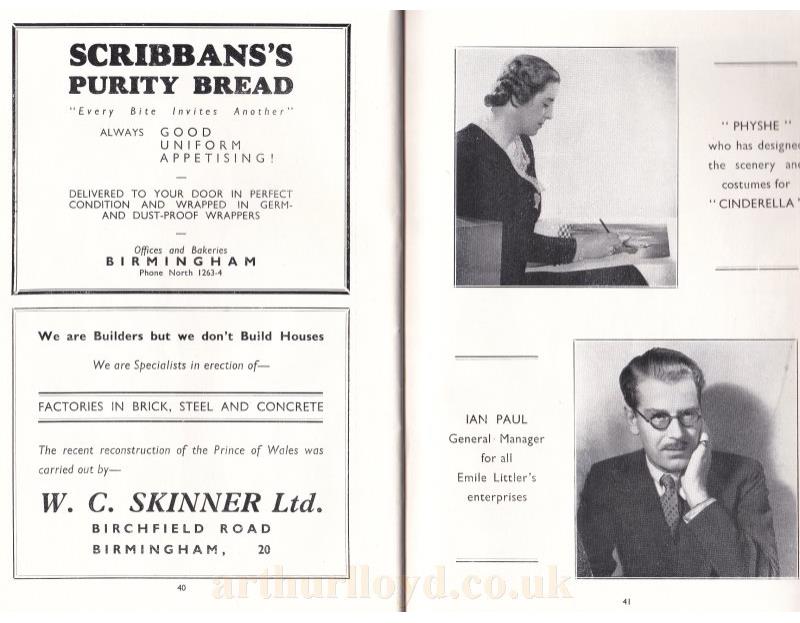 SCRIBBANS'S
PURITY BREAD
"Every Bite Invites Another"
ALWAYS GOOD
UNIFORM
APPETISING!
DELIVERED TO YOUR DOOR IN PERFECT
CONDITION AND WRAPPED IN GERM-
AND DUST-PROOF WRAPPERS
Offices and Bakeries
BIRMINGHAM
Phone North 1263-4
We are Builders but we don't Build Houses
We are Specialists in erection of—
FACTORIES IN BRICK, STEEL AND CONCRETE
The recent reconstruction of the Prince of Wales was
carried out by—
W. C. SKINNER Ltd.
BIRCHFIELD ROAD
BIRMINGHAM, 20
40
"PHYSHE"
who has designed
the scenery and
costumes for
"CINDERELLA"
IAN PAUL
General Manager
for all
Emile Littler's
enterprises
41
arthurlloyd.co.uk